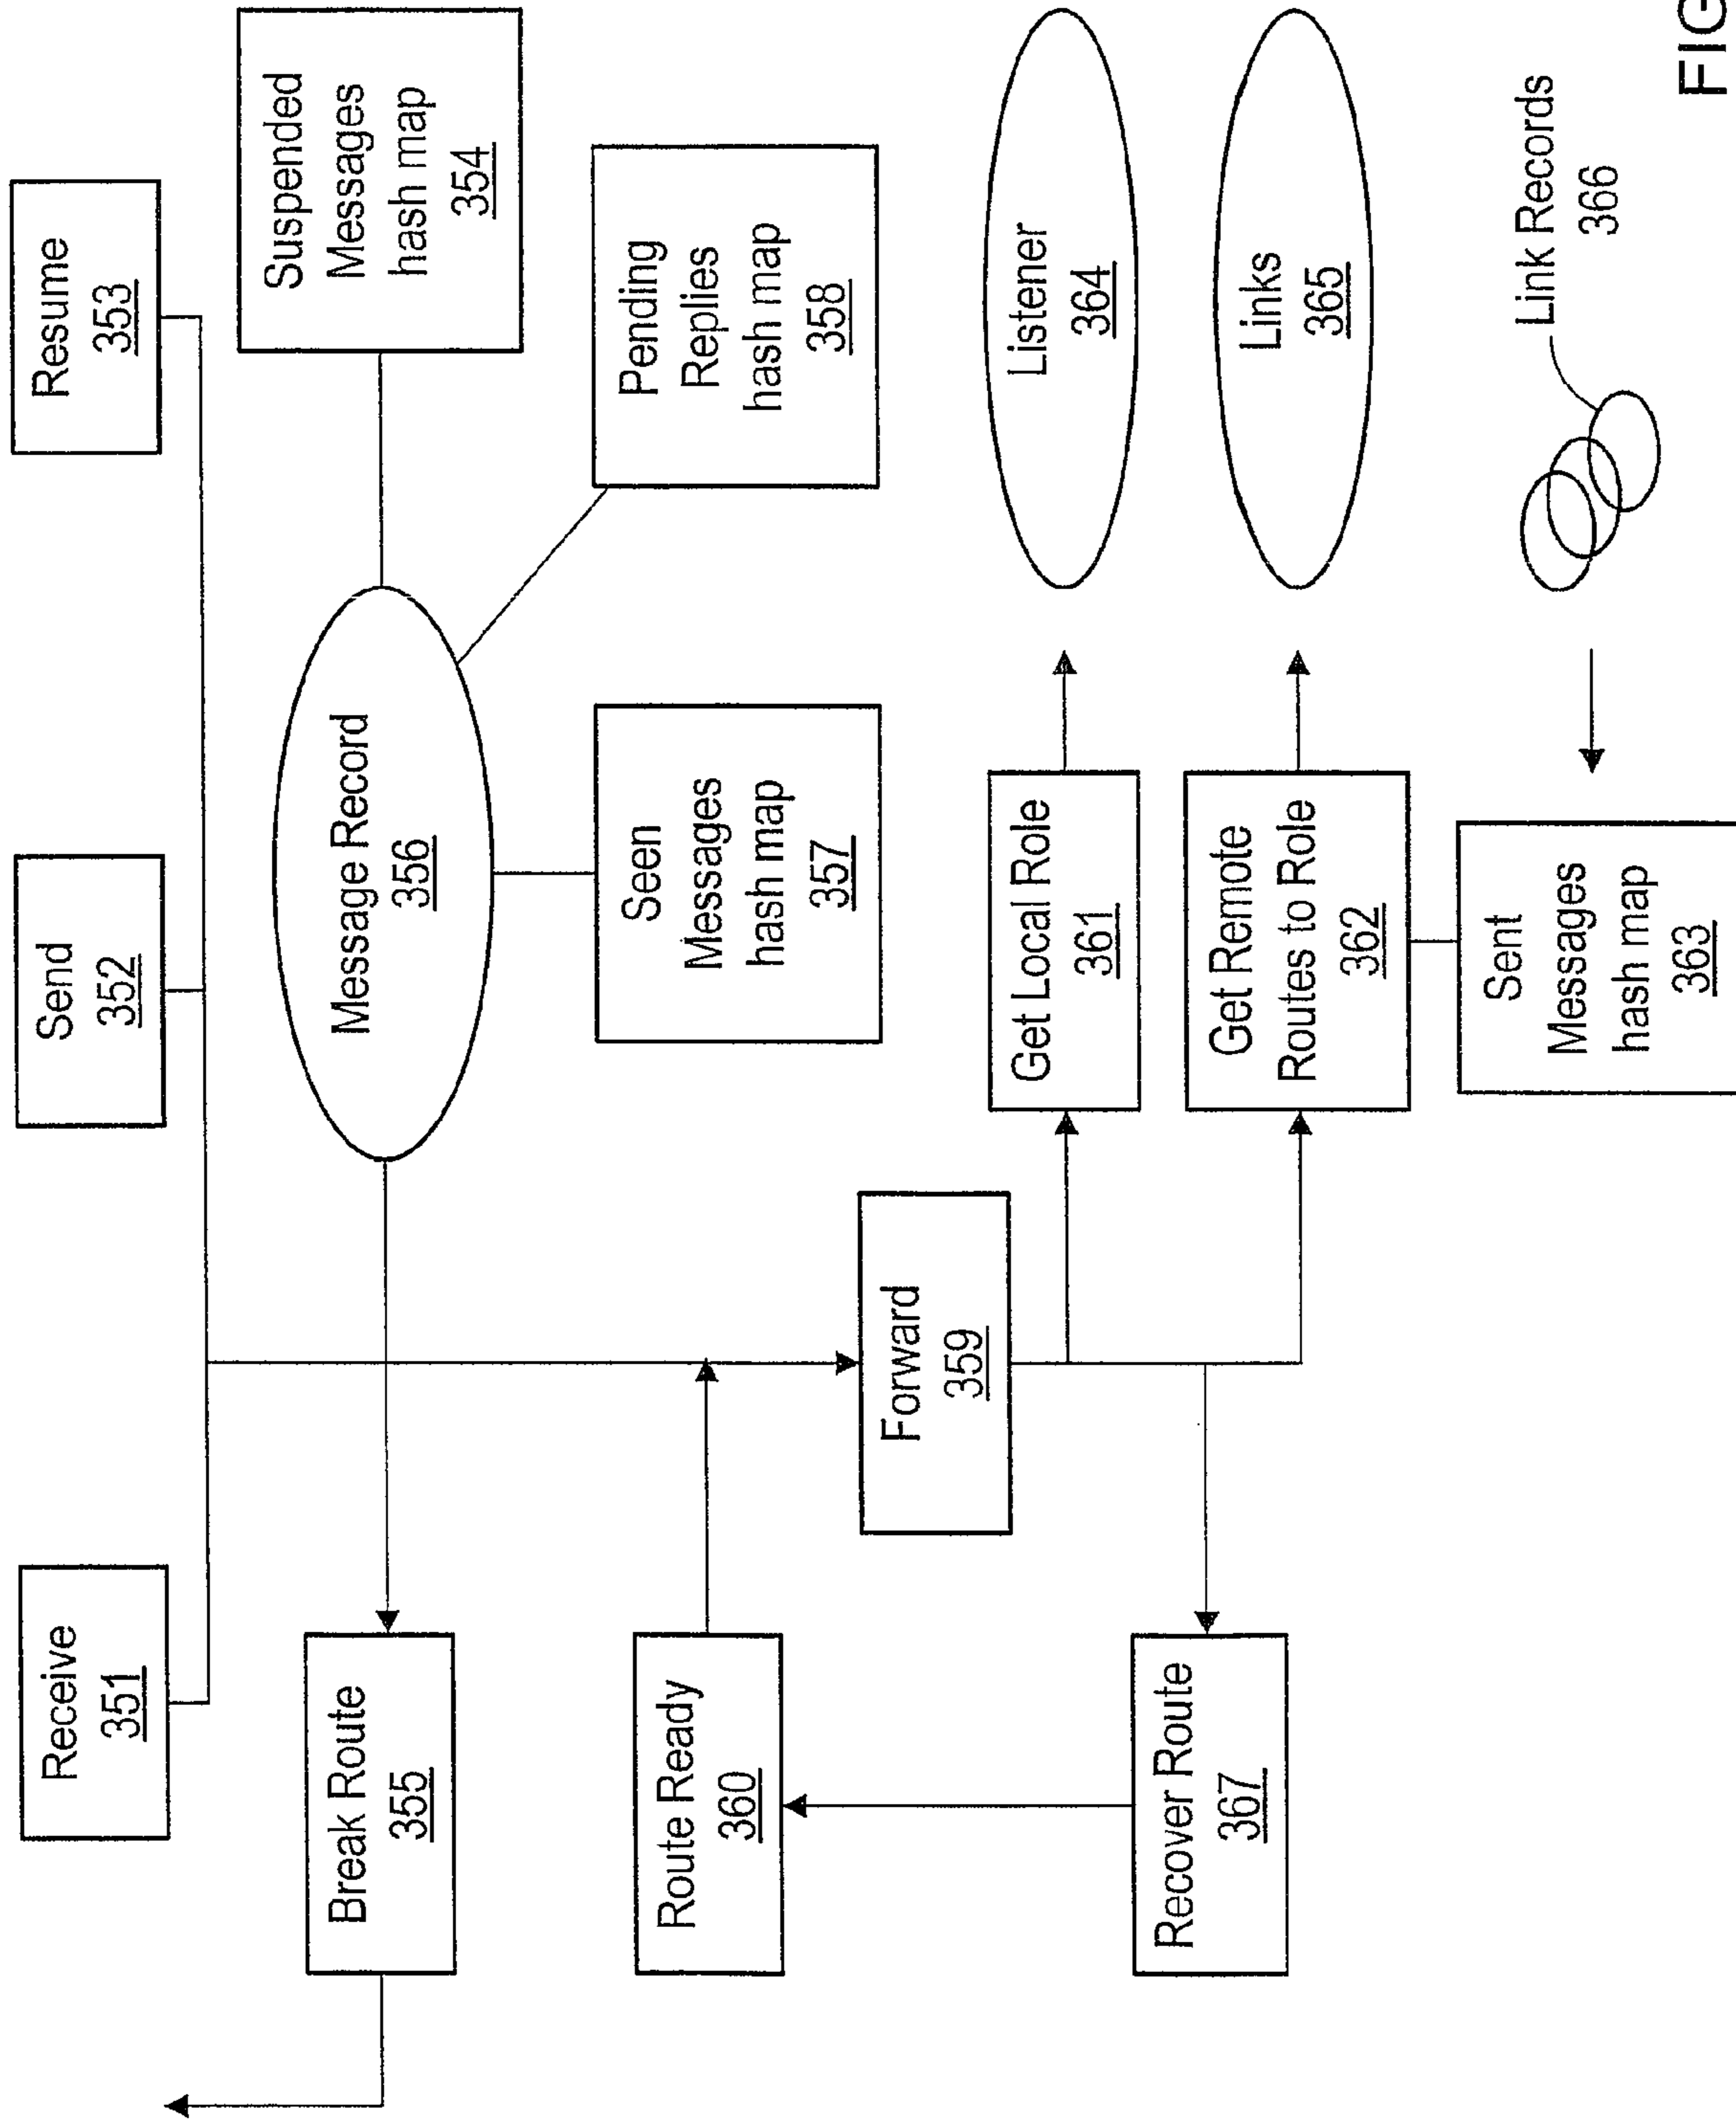 Receive
351
Send
352
Resume
353
Break Route
355
Message Record
356
Suspended
Messages
hash map
354
Route Ready
360
Seen
Messages
hash map
357
Pending
Replies
hash map
358
Forward
359
Recover Route
367
Get Local Role
361
Listener
364
Get Remote
Routes to Role
362
Links
365
Sent
Messages
hash map
363
Link Records
366
FIG